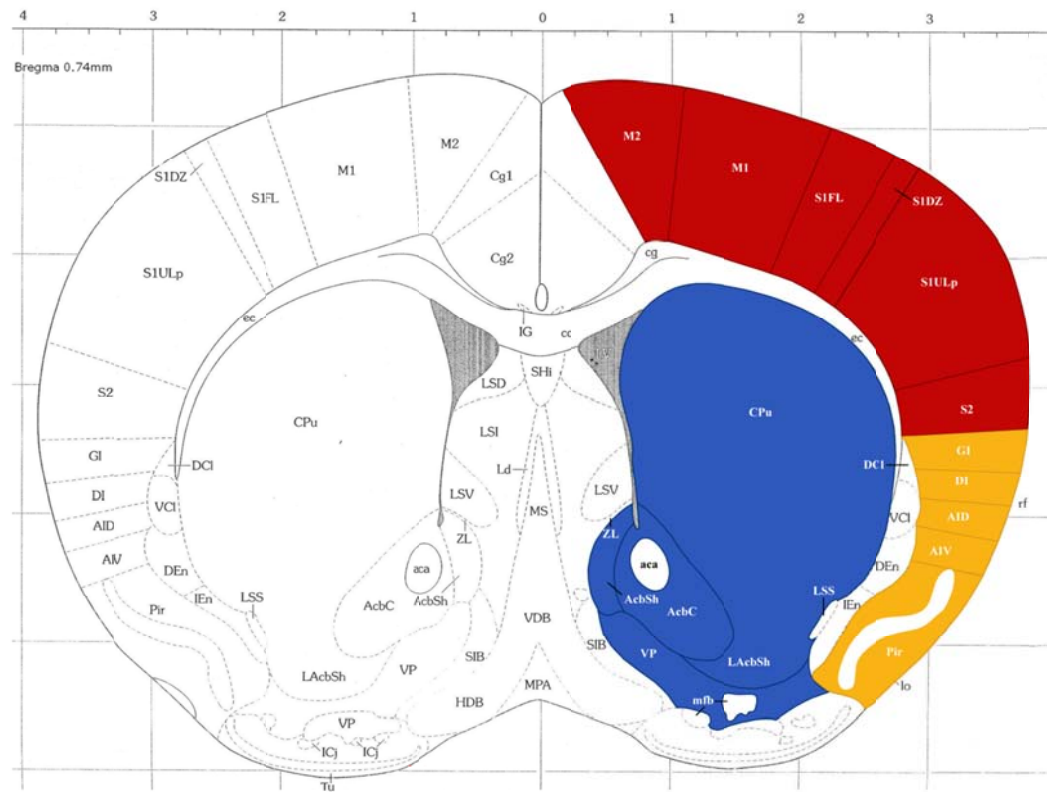 4 3 2 1 0 1 2 3
Bregma 0.74mm
4
M2 M2
M1 M1
S1DZ Cg1 S1DZ
S1FL S1FL
Cg2 cg
S1ULp S1ULp
ec IG cc ec
LSD SHi
S2 S2
CPu CPu
LSI
GI DCl Ld DCl GI
DI LSV LSV DI
VCl MS VCl rf
AID ZL ZL AID
AIV aca aca AIV
DEn DEn
IEn LSS AcbC AcbSh AcbSh AcbC LSS IEn
Pir VDB
SIB SIB VP Pir
LAcbSh VP LAcbSh
HDB MPA mfb lo
VP
ICj ICj
Tu